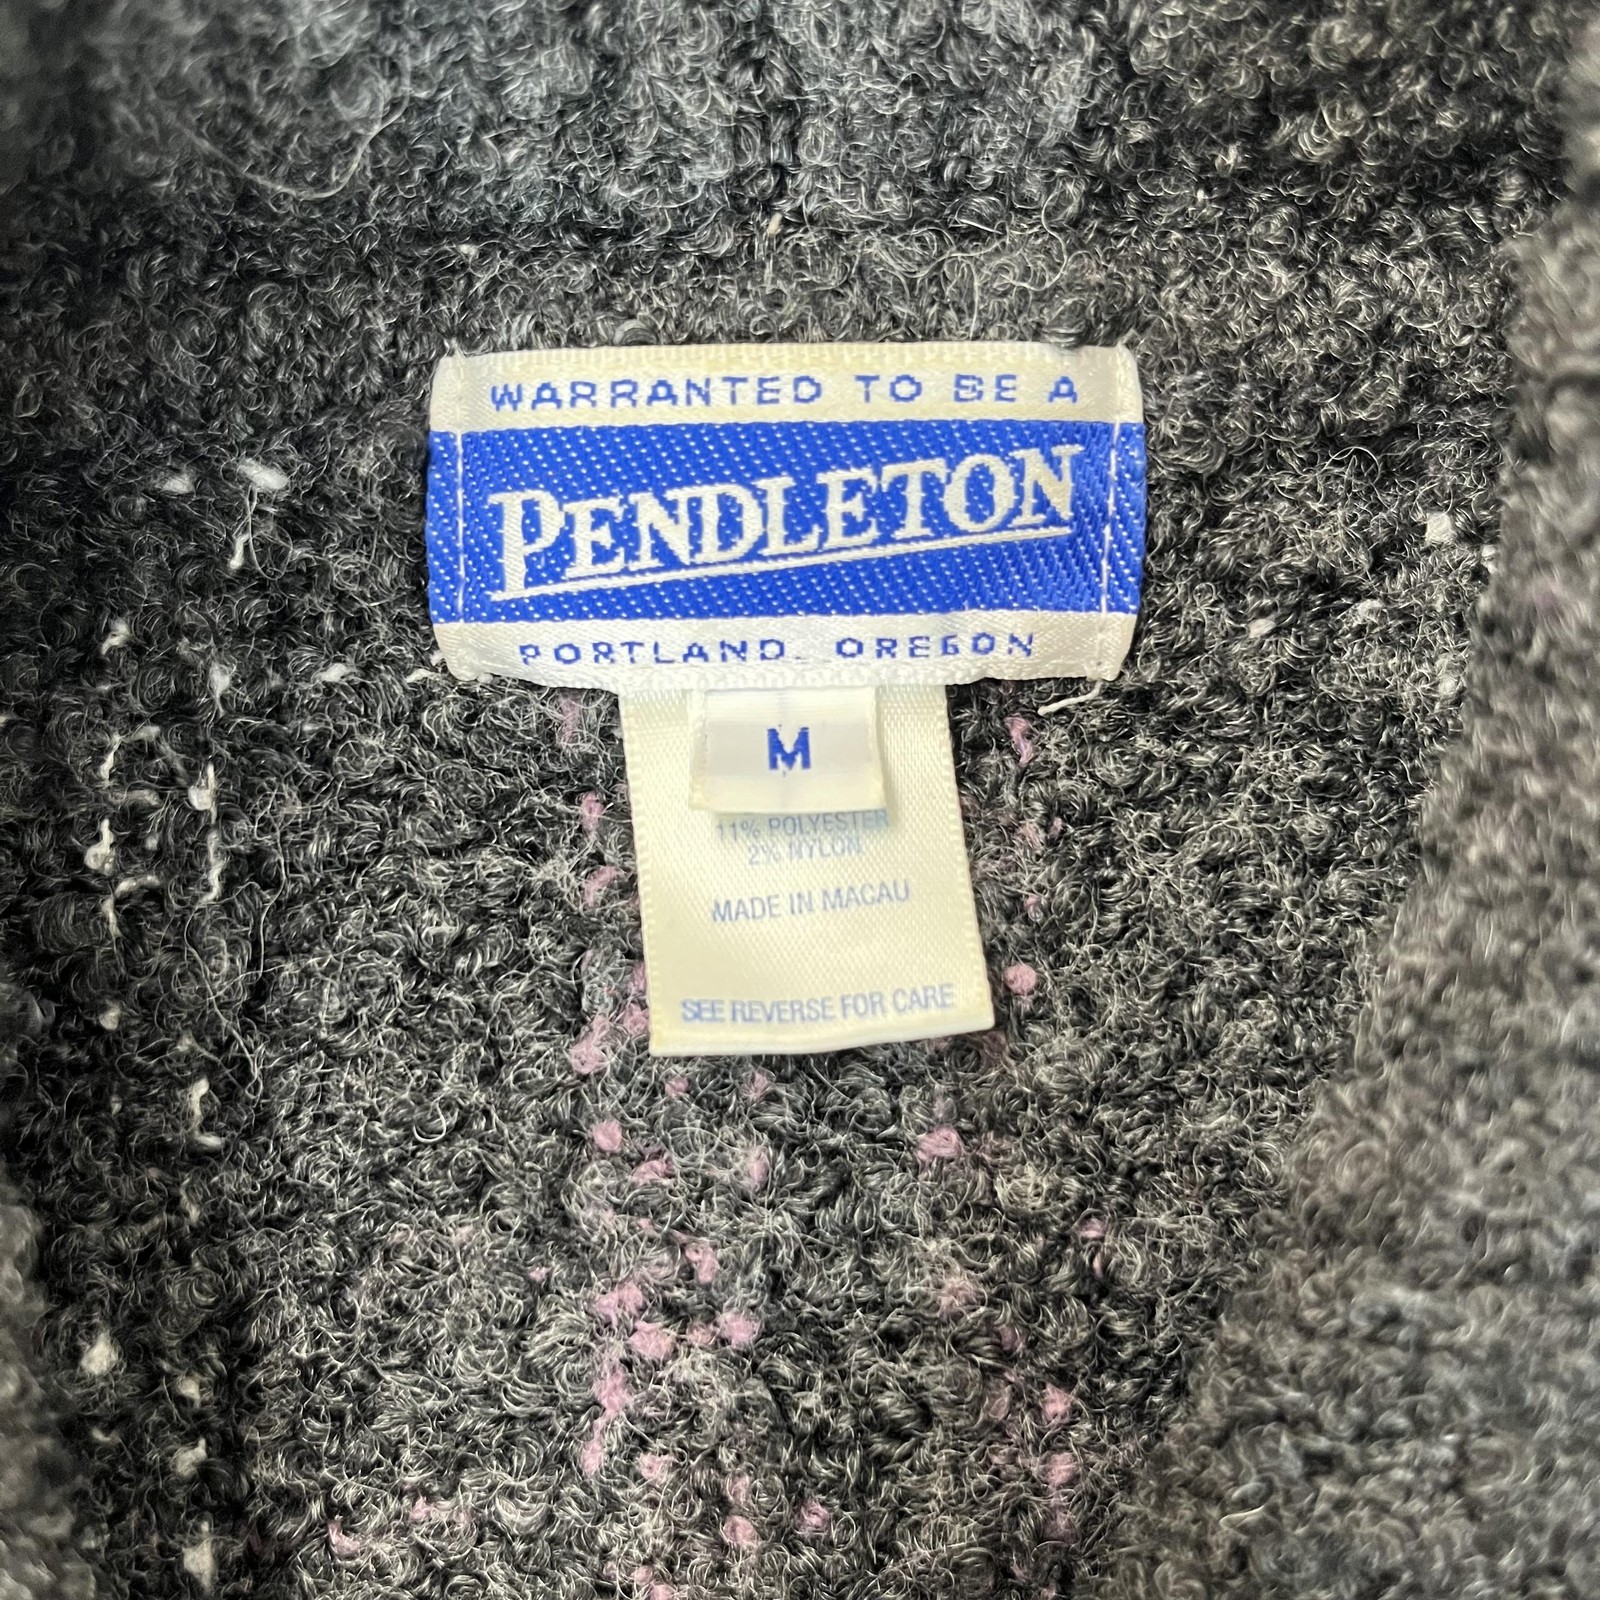 WARRANTED TO BE A
PENDLETON
PORTLAND, OREGON
M
11% POLYESTER
2% NYLON
MADE IN MACAU
SEE REVERSE FOR CARE